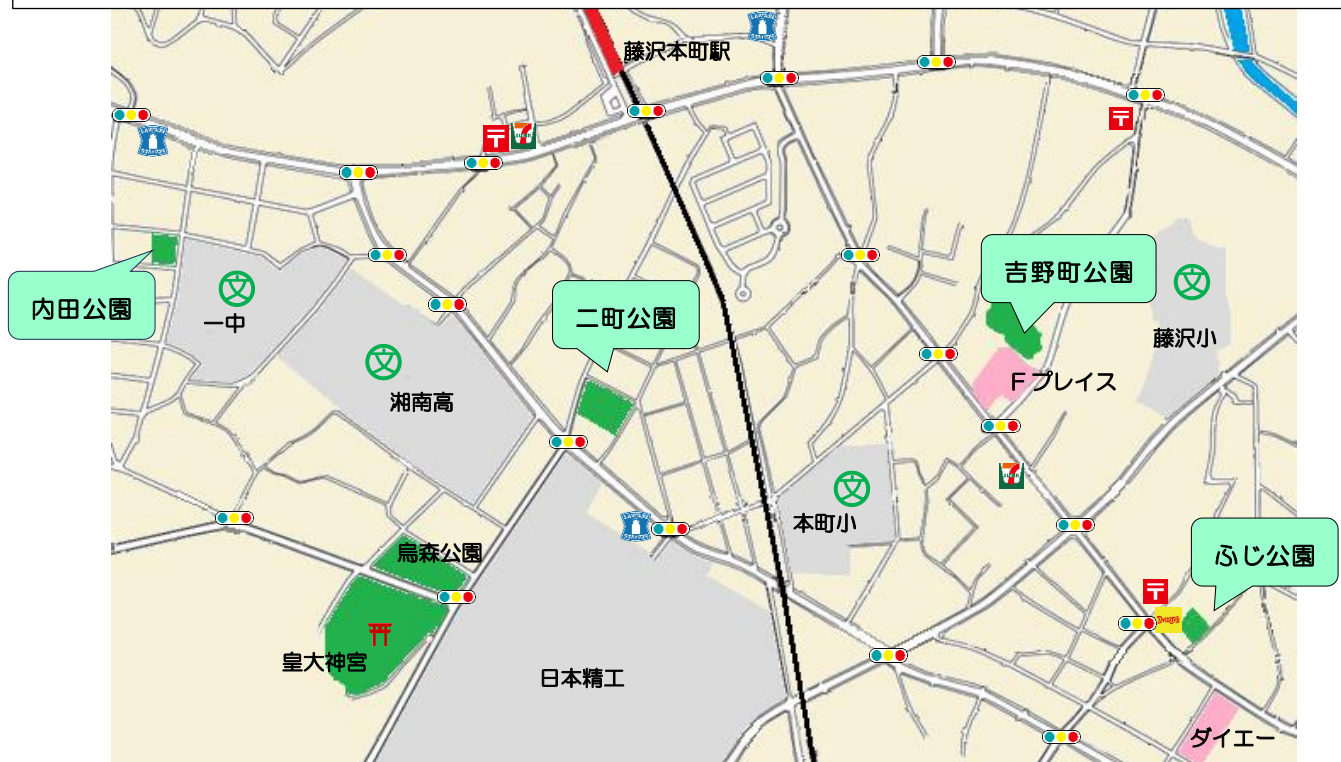 藤沢本町駅
吉野町公園
内田公園
二町公園
一中
藤沢小
Fプレイス
湘南高
本町小
烏森公園
ふじ公園
皇大神宮
日本精工
ダイエー